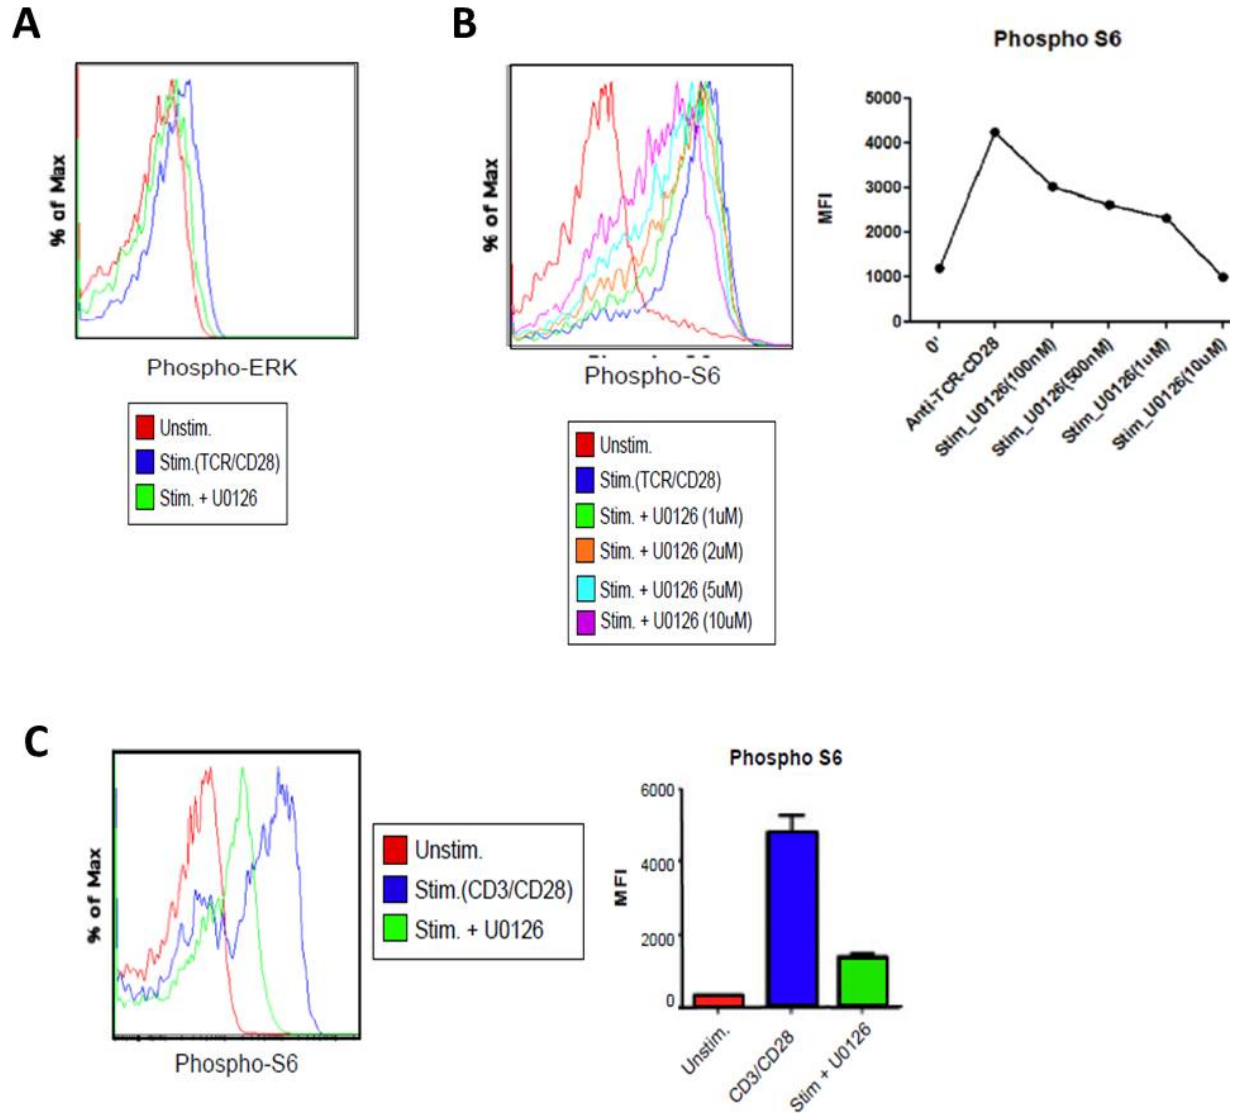 A
% of Max
Phospho-ERK
Unstim.
Stim.(TCR/CD28)
Stim. + U0126
B
% of Max
Phospho-S6
Unstim.
Stim.(TCR/CD28)
Stim. + U0126 (1uM)
Stim. + U0126 (2uM)
Stim. + U0126 (5uM)
Stim. + U0126 (10uM)
Phospho S6
MFI
5000
4000
3000
2000
1000
0
0'
Anti-TCR-CD28
Stim_U0126(100nM)
Stim_U0126(500nM)
Stim_U0126(1uM)
Stim_U0126(10uM)
C
% of Max
Phospho-S6
Unstim.
Stim.(CD3/CD28)
Stim. + U0126
Phospho S6
MFI
6000
4000
2000
0
Unstim.
CD3/CD28
Stim + U0126